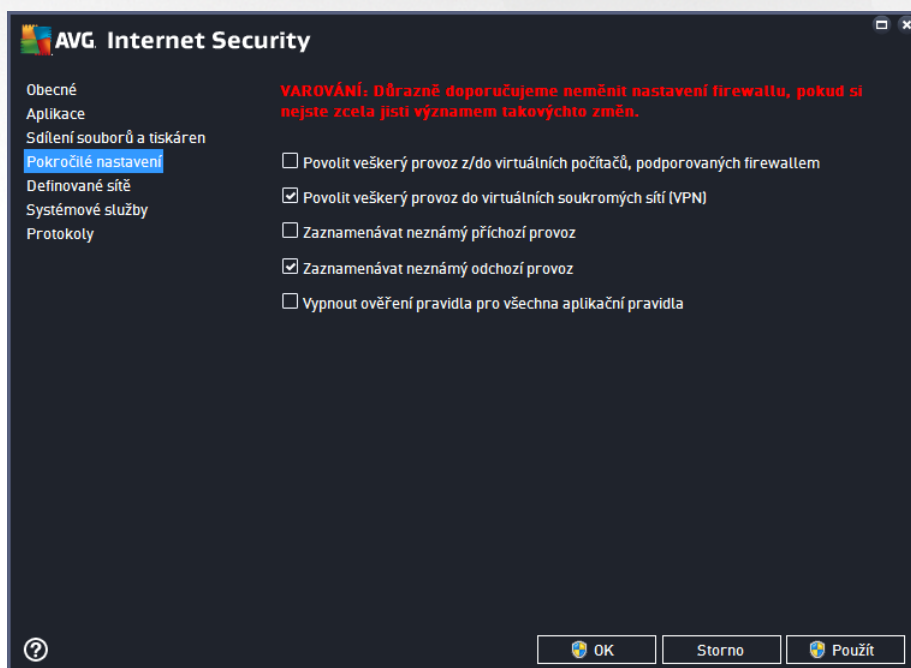 AVG. Internet Security
Obecné
Aplikace
Sdílení souborů a tiskáren
Pokročilé nastavení
Definované sítě
Systémové služby
Protokoly
VAROVÁNÍ: Důrazně doporučujeme neměnit nastavení firewallu, pokud si
nejste zcela jisti významem takovýchto změn.
Povolit veškerý provoz z/do virtuálních počítačů, podporovaných firewallem
Povolit veškerý provoz do virtuálních soukromých sítí (VPN)
Zaznamenávat neznámý příchozí provoz
Zaznamenávat neznámý odchozí provoz
Vypnout ověření pravidla pro všechna aplikační pravidla
?
OK
Storno
Použít